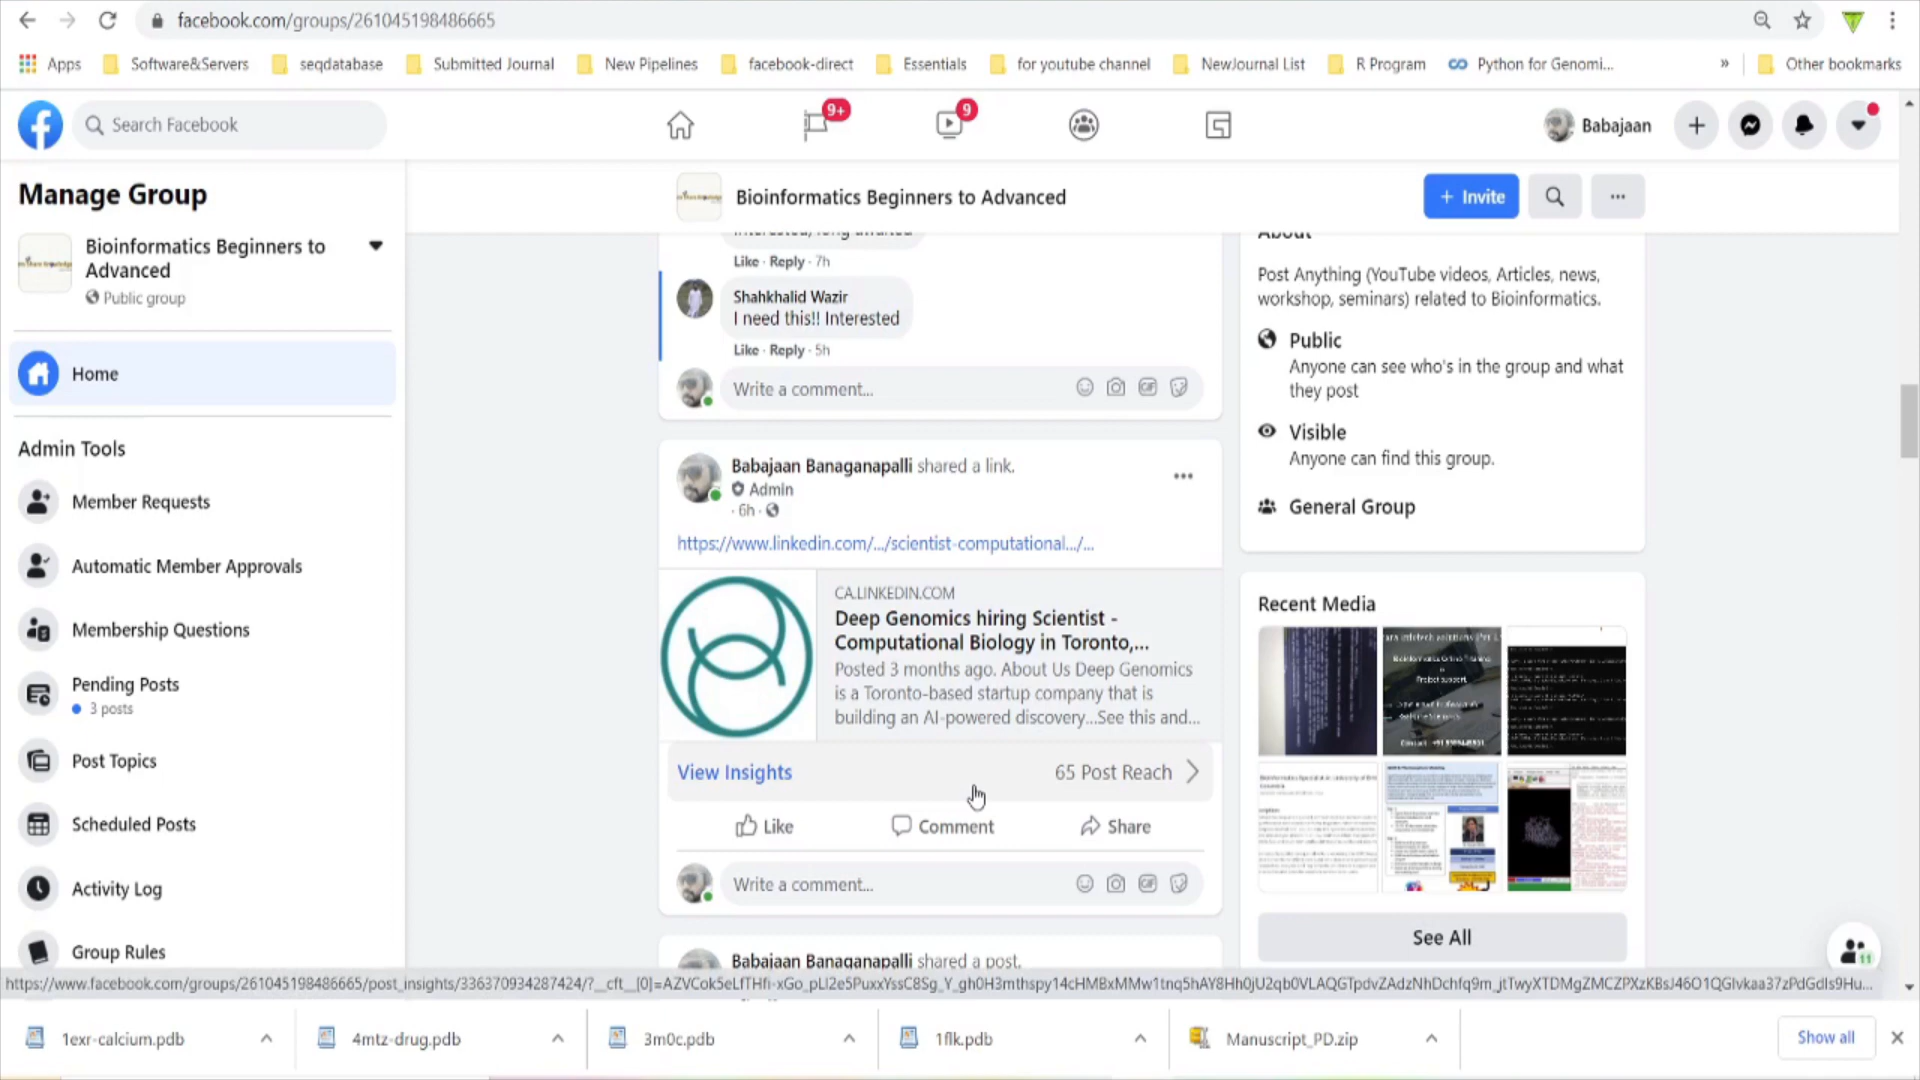 facebook.com/groups/261045198486665
Apps
Software&Servers
seqdatabase
Submitted Journal
New Pipelines
facebook-direct
Essentials
for youtube channel
NewJournal List
R Program
Python for Genomi...
»
Other bookmarks
Search Facebook
9+
9
Babajaan
Manage Group
Bioinformatics Beginners to
Advanced
Public group
Home
Admin Tools
Member Requests
Automatic Member Approvals
Membership Questions
Pending Posts
3 posts
Post Topics
Scheduled Posts
Activity Log
Group Rules
Bioinformatics Beginners to Advanced
+ Invite
Like · Reply · 7h
Shahkhalid Wazir
I need this!! Interested
Like · Reply · 5h
Write a comment...
Babajaan Banaganapalli shared a link.
Admin
· 6h ·
https://www.linkedin.com/.../scientist-computational.../...
CA.LINKEDIN.COM
Deep Genomics hiring Scientist -
Computational Biology in Toronto,...
Posted 3 months ago. About Us Deep Genomics
is a Toronto-based startup company that is
building an AI-powered discovery...See this and...
View Insights
65 Post Reach
Like
Comment
Share
Write a comment...
Babajaan Banaganapalli shared a post.
About
Post Anything (YouTube videos, Articles, news,
workshop, seminars) related to Bioinformatics.
Public
Anyone can see who's in the group and what
they post
Visible
Anyone can find this group.
General Group
Recent Media
See All
11
1exr-calcium.pdb
4mtz-drug.pdb
3m0c.pdb
1flk.pdb
Manuscript_PD.zip
Show all